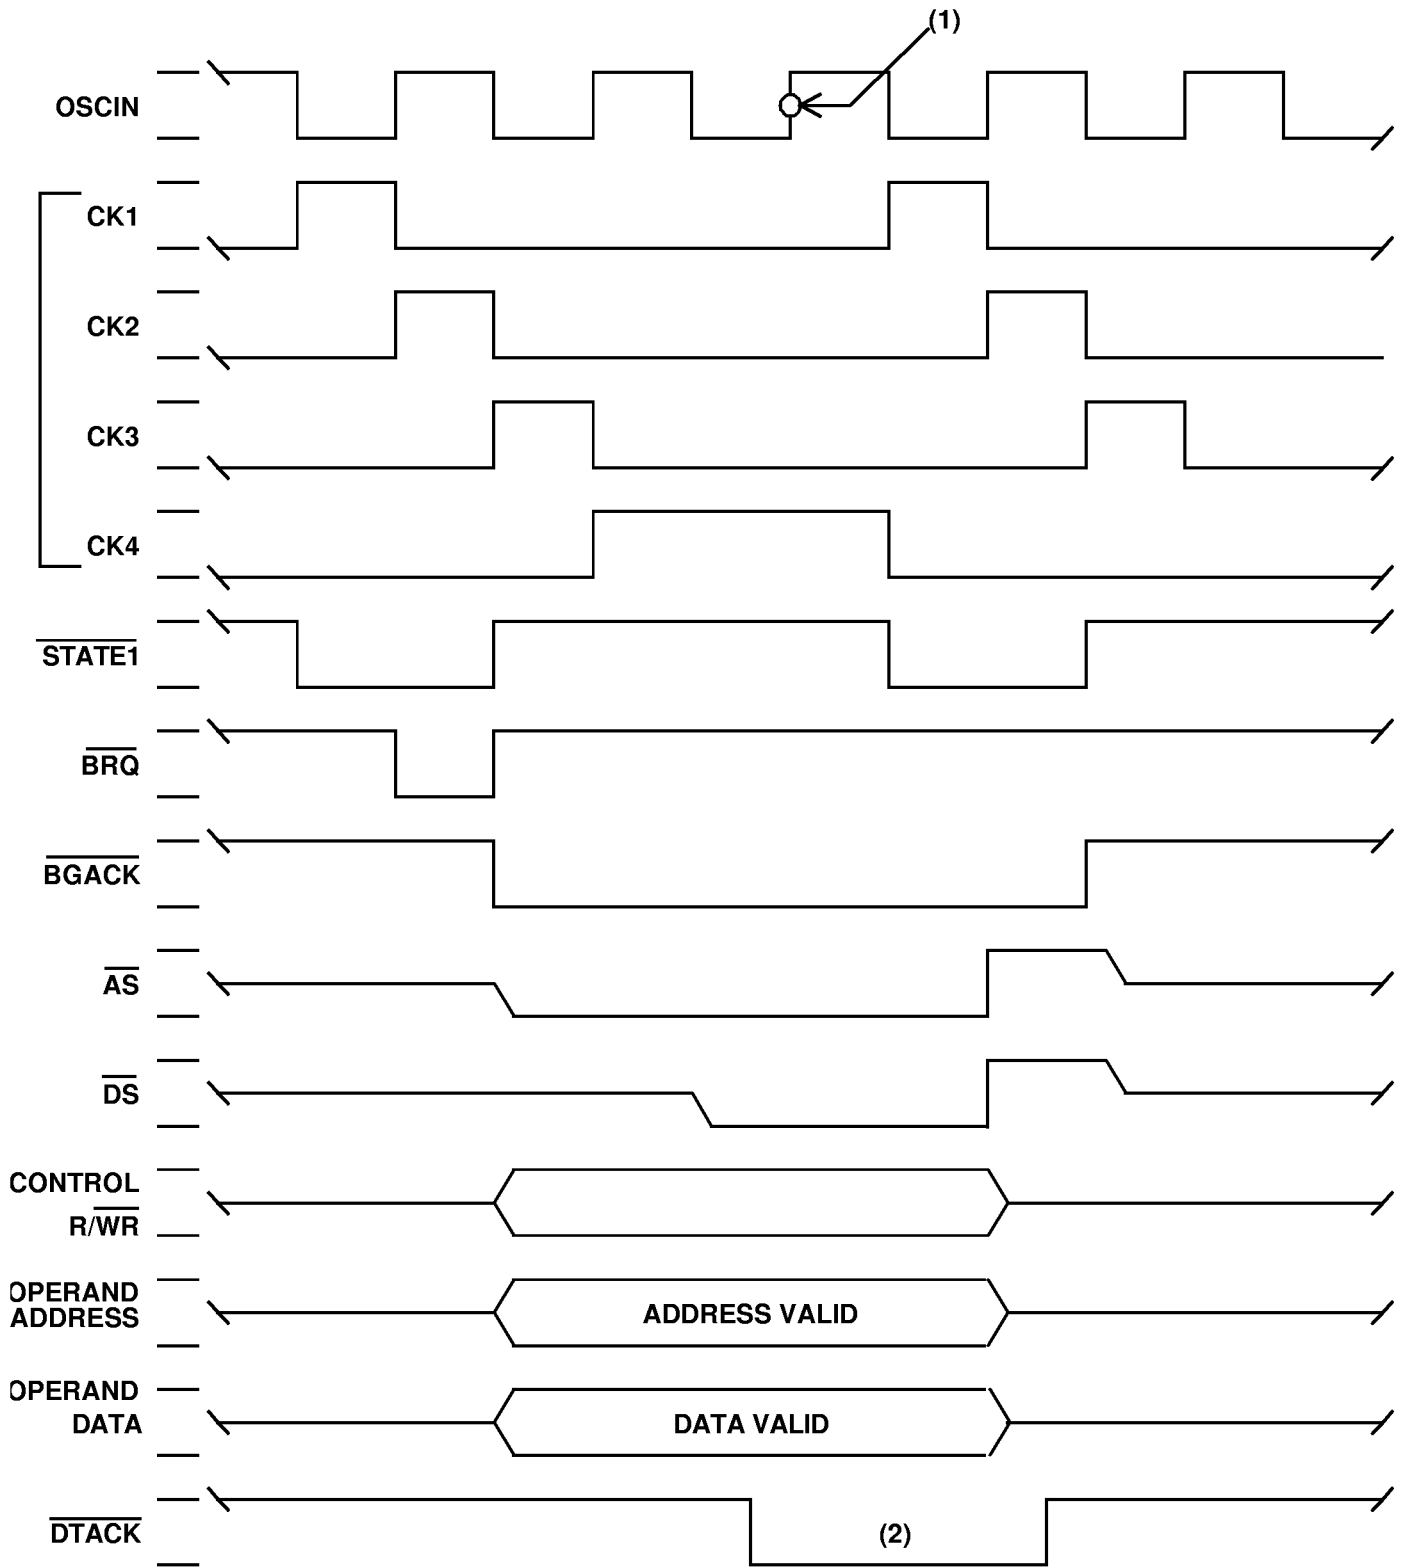 (1)
OSCIN
CK1
CK2
CK3
CK4
STATE1
BRQ
BGACK
AS
DS
CONTROL
R/WR
OPERAND
ADDRESS
ADDRESS VALID
OPERAND
DATA
DATA VALID
DTACK
(2)